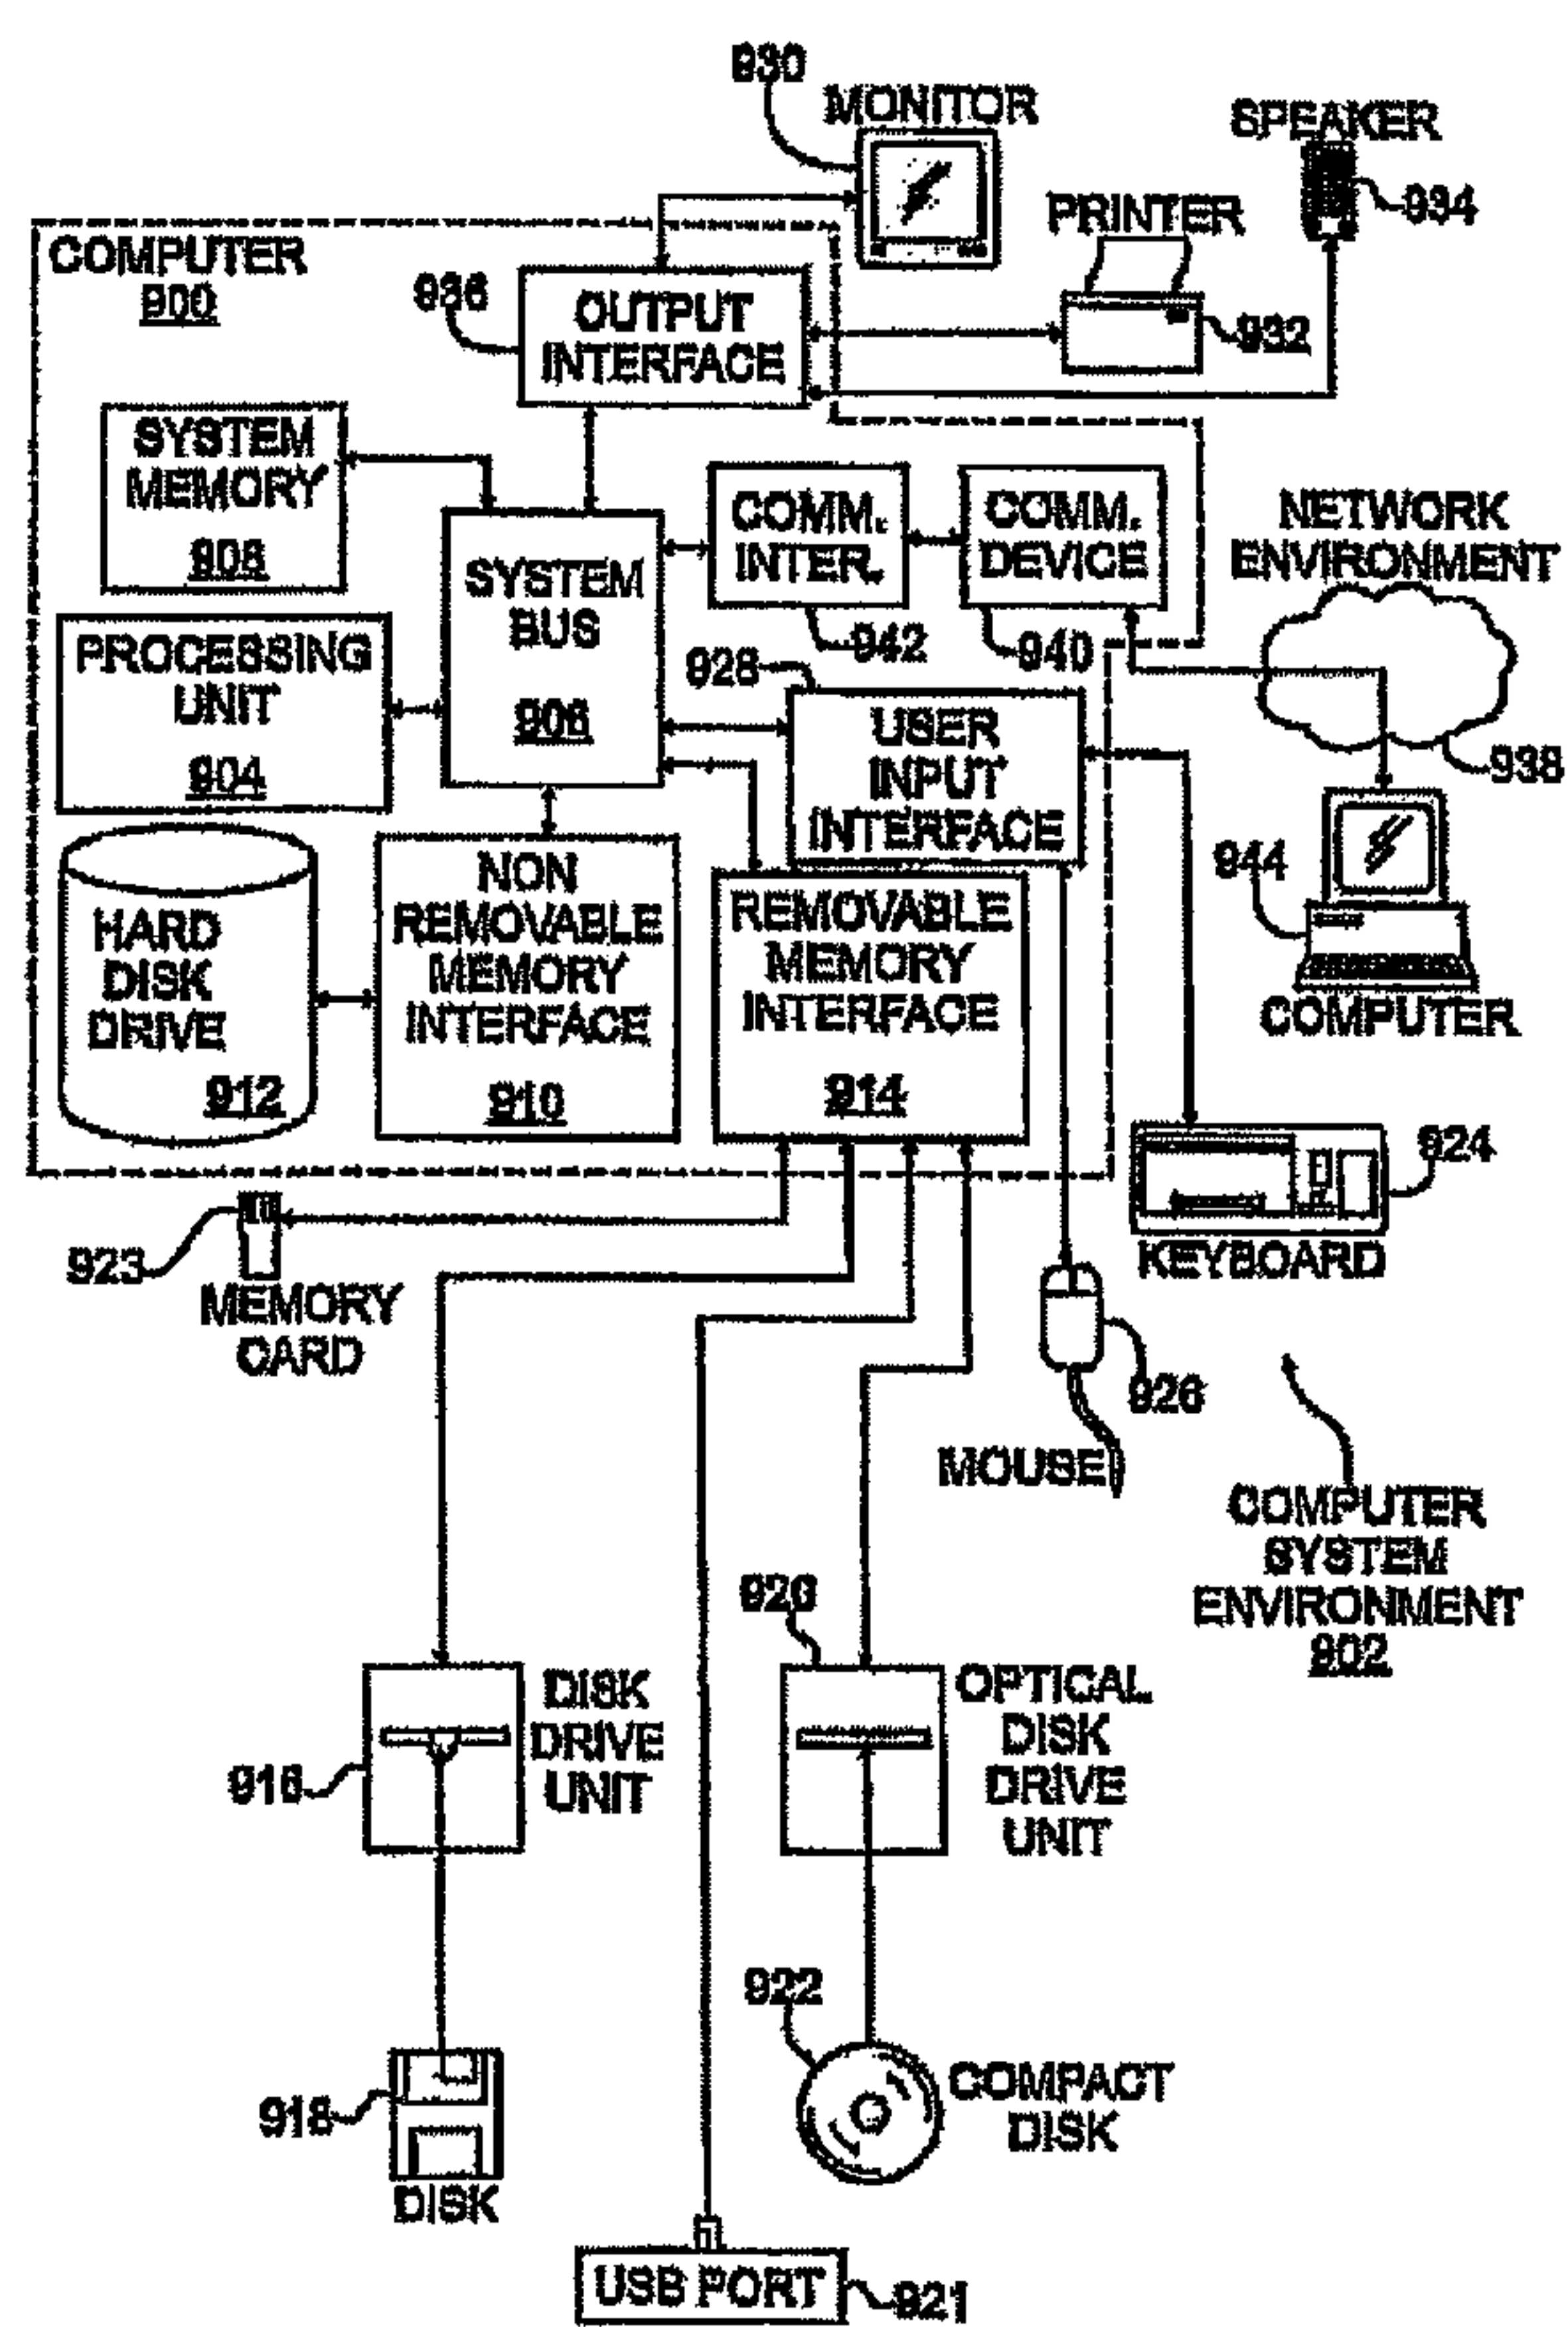 930
MONITOR
SPEAKER
934
PRINTER
932
COMPUTER
900
936
OUTPUT
INTERFACE
SYSTEM
MEMORY
908
COMM.
INTER.
942
COMM.
DEVICE
940
NETWORK
ENVIRONMENT
938
SYSTEM
BUS
906
PROCESSING
UNIT
904
928
USER
INPUT
INTERFACE
944
COMPUTER
HARD
DISK
DRIVE
912
NON
REMOVABLE
MEMORY
INTERFACE
910
REMOVABLE
MEMORY
INTERFACE
914
924
KEYBOARD
923
MEMORY
CARD
926
MOUSE
COMPUTER
SYSTEM
ENVIRONMENT
902
916
DISK
DRIVE
UNIT
920
OPTICAL
DISK
DRIVE
UNIT
918
DISK
922
COMPACT
DISK
USB PORT
921